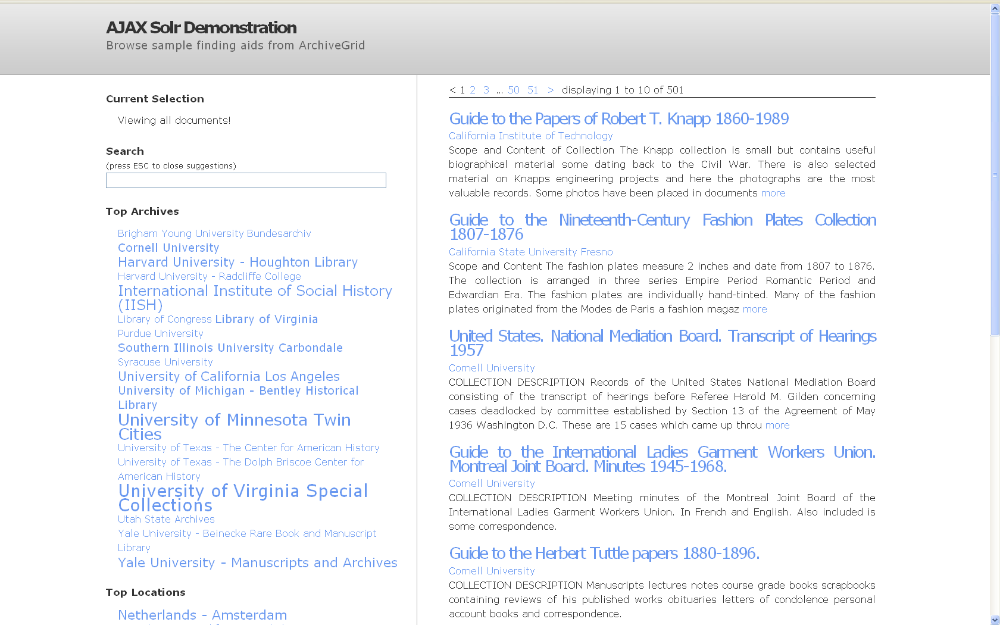 AJAX Solr Demonstration
Browse sample finding aids from ArchiveGrid
Current Selection
Viewing all documents!
Search
(press ESC to close suggestions)
Top Archives
Brigham Young University Bundesarchiv
Cornell University
Harvard University - Houghton Library
Harvard University - Radcliffe College
International Institute of Social History
(IISH)
Library of Congress Library of Virginia
Purdue University
Southern Illinois University Carbondale
Syracuse University
University of California Los Angeles
University of Michigan - Bentley Historical
Library
University of Minnesota Twin
Cities
University of Texas - The Center for American History
University of Texas - The Dolph Briscoe Center for
American History
University of Virginia Special
Collections
Utah State Archives
Yale University - Beinecke Rare Book and Manuscript
Library
Yale University - Manuscripts and Archives
Top Locations
Netherlands - Amsterdam
< 1 2 3 ... 50 51 > displaying 1 to 10 of 501
Guide to the Papers of Robert T. Knapp 1860-1989
California Institute of Technology
Scope and Content of Collection The Knapp collection is small but contains useful
biographical material some dating back to the Civil War. There is also selected
material on Knapps engineering projects and here the photographs are the most
valuable records. Some photos have been placed in documents more
Guide to the Nineteenth-Century Fashion Plates Collection
1807-1876
California State University Fresno
Scope and Content The fashion plates measure 2 inches and date from 1807 to 1876.
The collection is arranged in three series Empire Period Romantic Period and
Edwardian Era. The fashion plates are individually hand-tinted. Many of the fashion
plates originated from the Modes de Paris a fashion magaz more
United States. National Mediation Board. Transcript of Hearings
1957
Cornell University
COLLECTION DESCRIPTION Records of the United States National Mediation Board
consisting of the transcript of hearings before Referee Harold M. Gilden concerning
cases deadlocked by committee established by Section 13 of the Agreement of May
1936 Washington D.C. These are 15 cases which came up throu more
Guide to the International Ladies Garment Workers Union.
Montreal Joint Board. Minutes 1945-1968.
Cornell University
COLLECTION DESCRIPTION Meeting minutes of the Montreal Joint Board of the
International Ladies Garment Workers Union. In French and English. Also included is
some correspondence.
Guide to the Herbert Tuttle papers 1880-1896.
Cornell University
COLLECTION DESCRIPTION Manuscripts lectures notes course grade books scrapbooks
containing reviews of his published works obituaries letters of condolence personal
account books and correspondence.